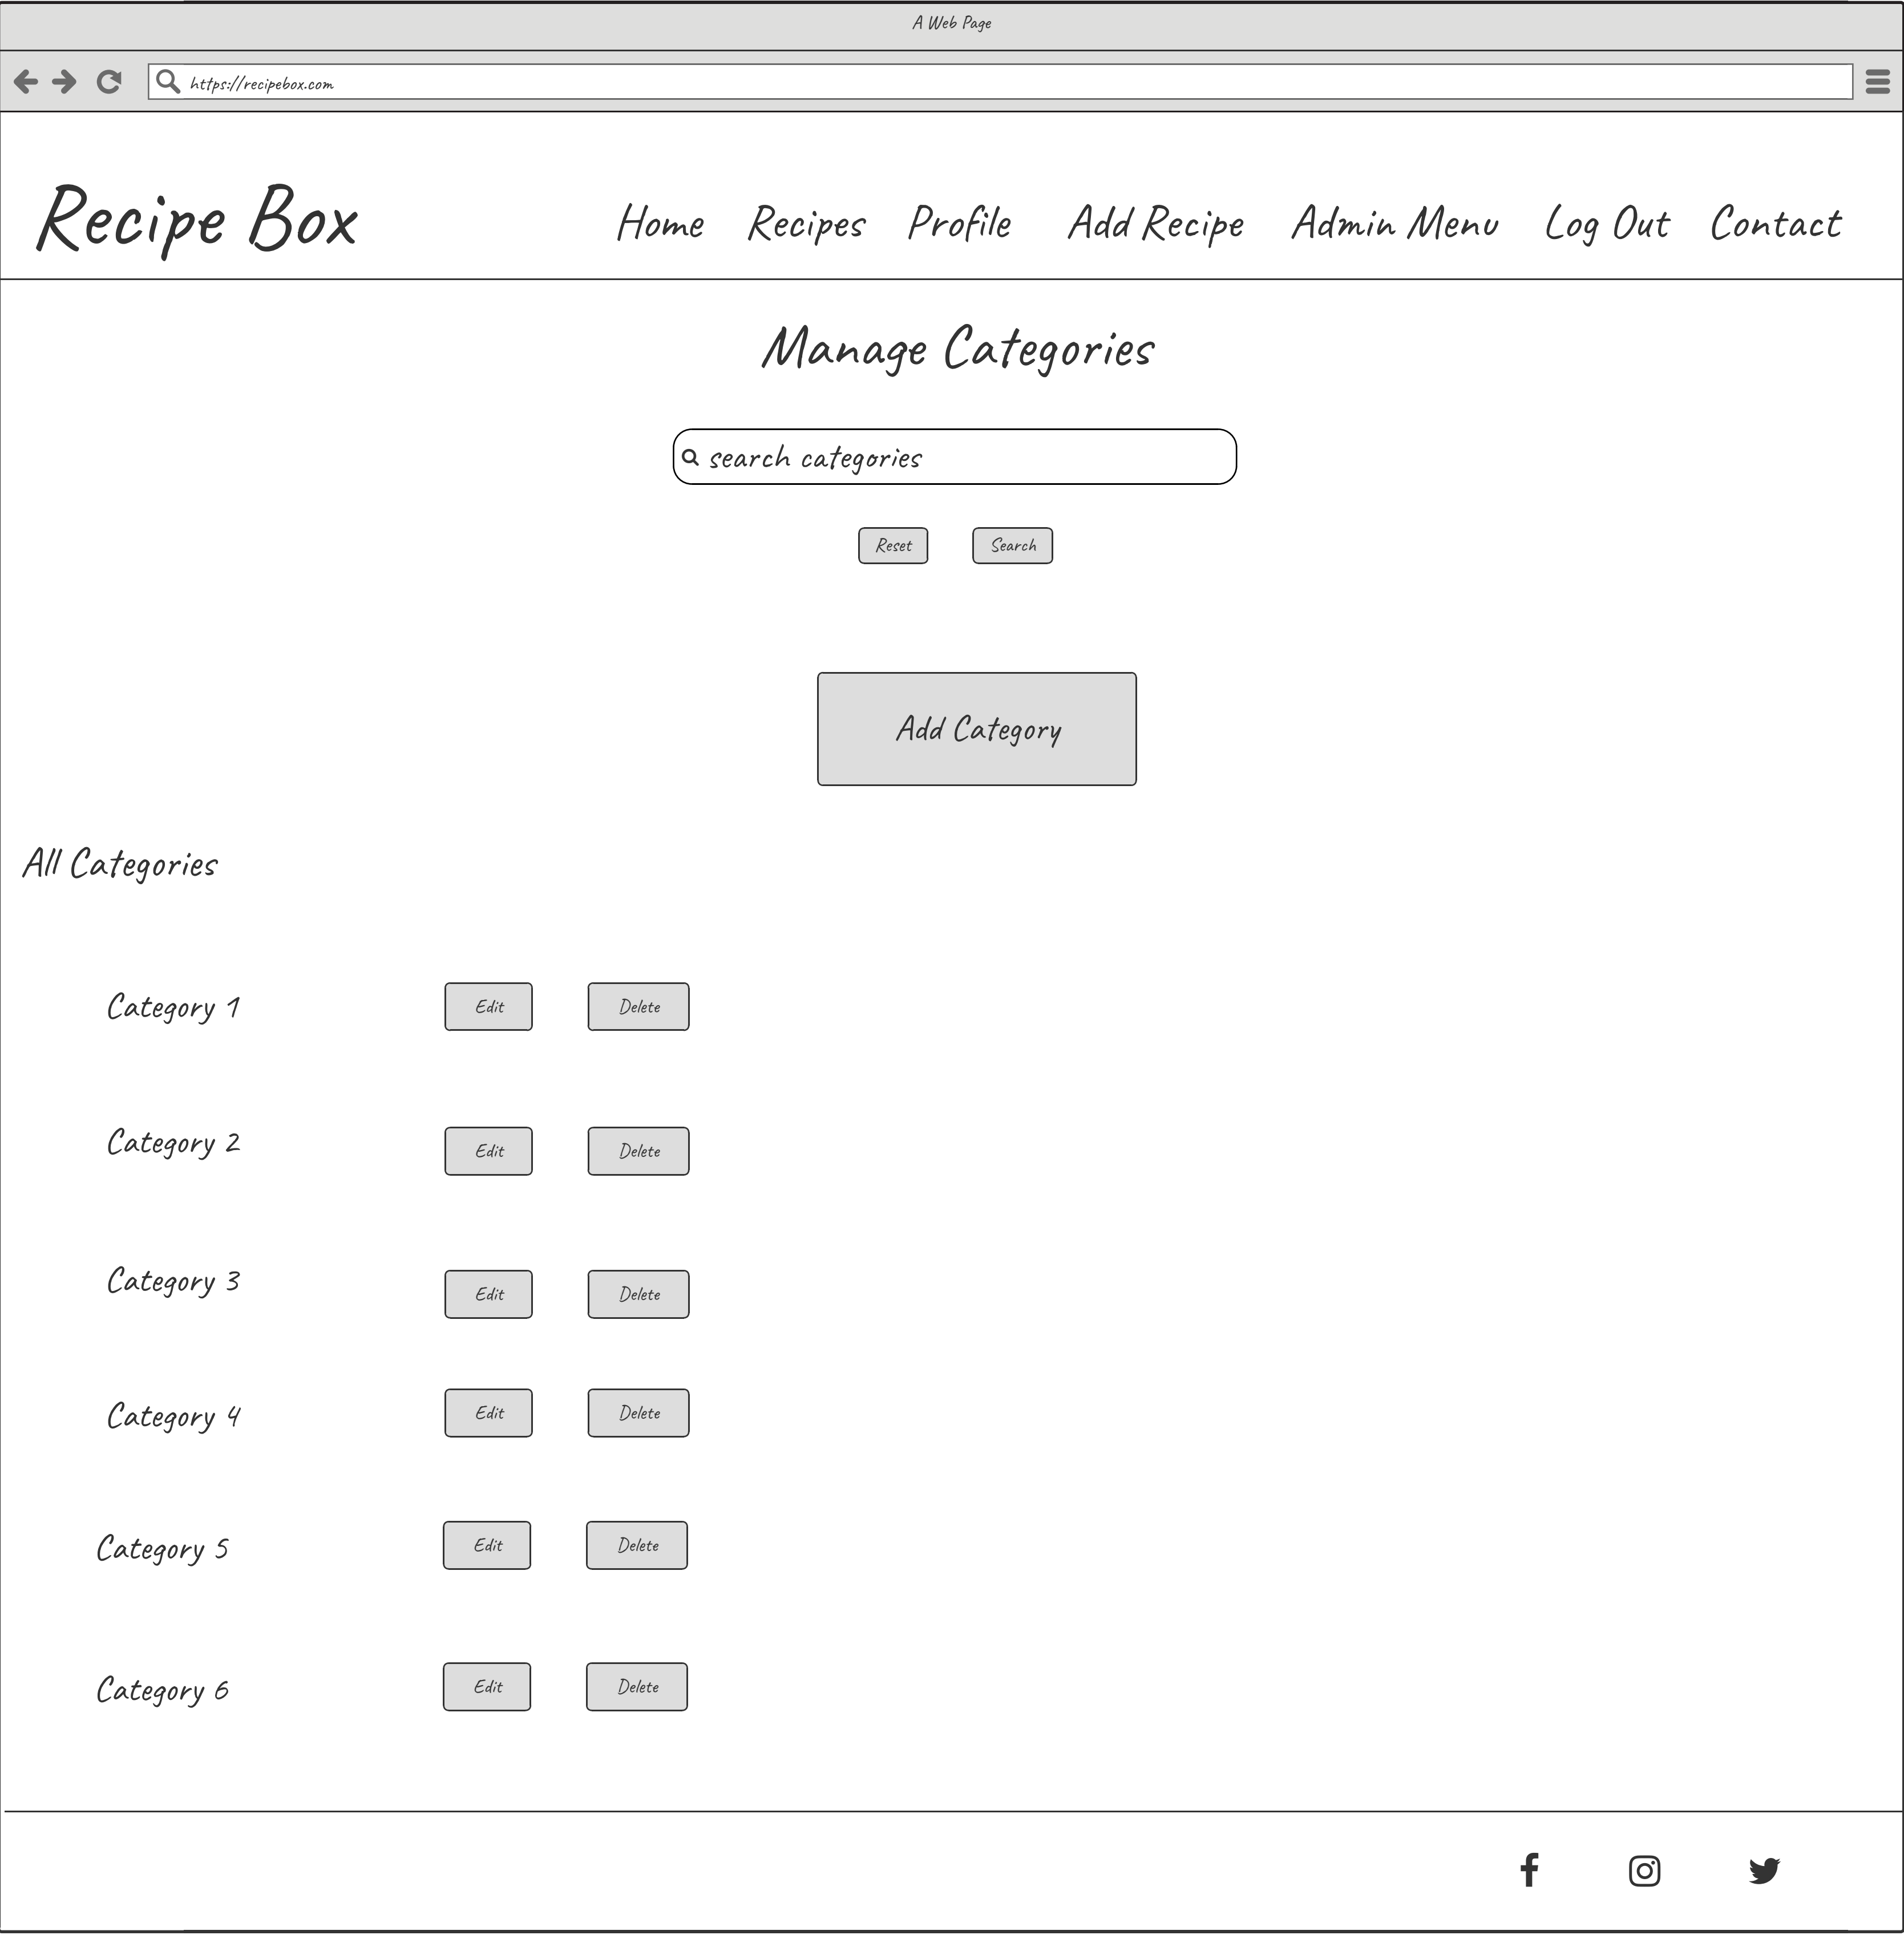 A Web Page
https://recipebox.com
Recipe Box Home Recipes Profile Add Recipe Admin Menu Log Out Contact
Manage Categories
search categories
Reset Search
Add Category
All Categories
Category 1 Edit Delete
Category 2 Edit Delete
Category 3 Edit Delete
Category 4 Edit Delete
Category 5 Edit Delete
Category 6 Edit Delete